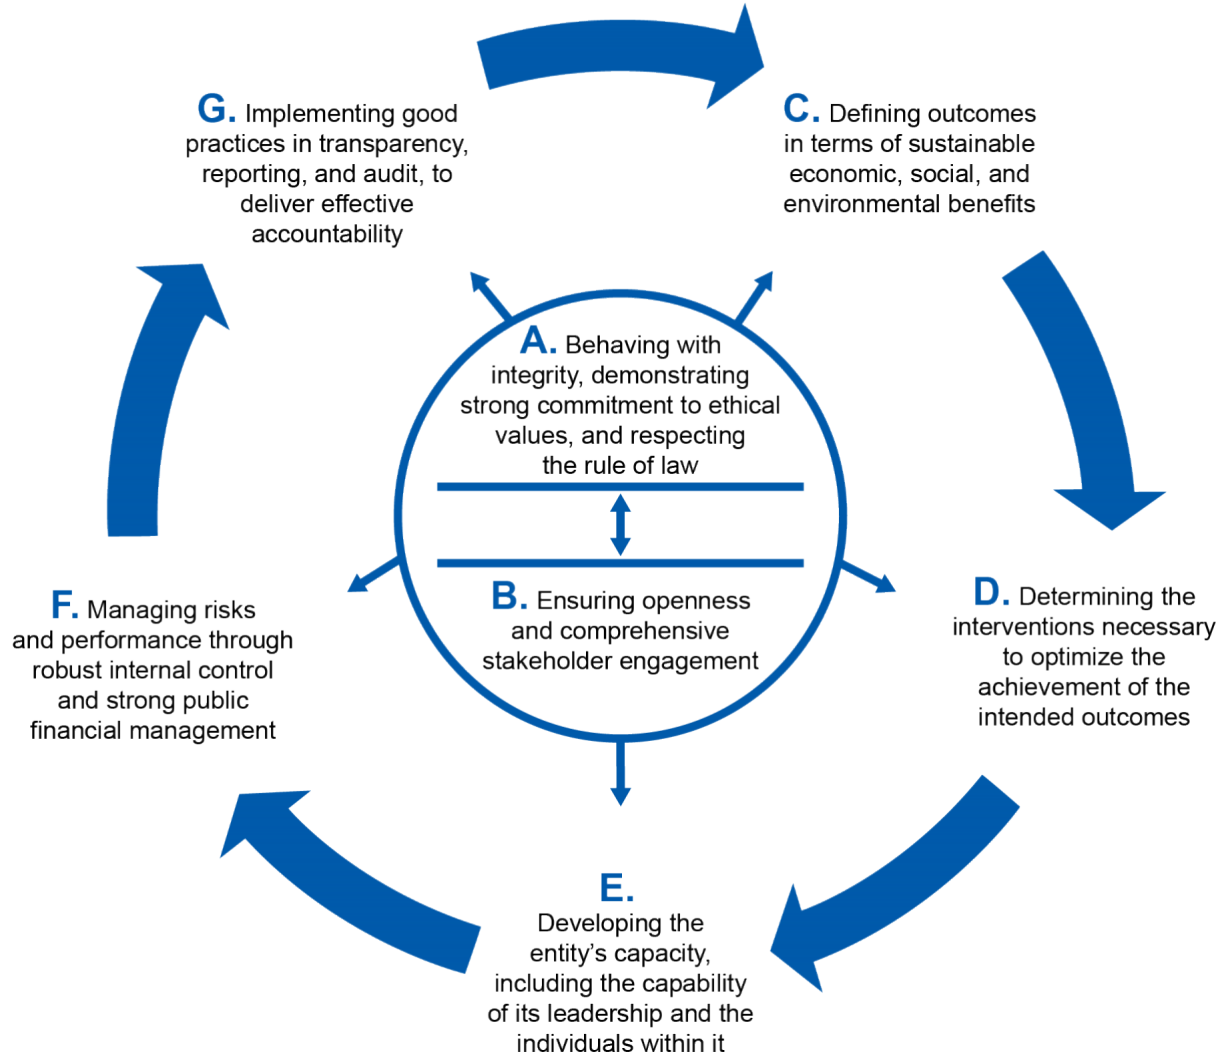 G. Implementing good
practices in transparency,
reporting, and audit, to
deliver effective
accountability
C. Defining outcomes
in terms of sustainable
economic, social, and
environmental benefits
A. Behaving with
integrity, demonstrating
strong commitment to ethical
values, and respecting
the rule of law
B. Ensuring openness
and comprehensive
stakeholder engagement
F. Managing risks
and performance through
robust internal control
and strong public
financial management
D. Determining the
interventions necessary
to optimize the
achievement of the
intended outcomes
E.
Developing the
entity’s capacity,
including the capability
of its leadership and the
individuals within it